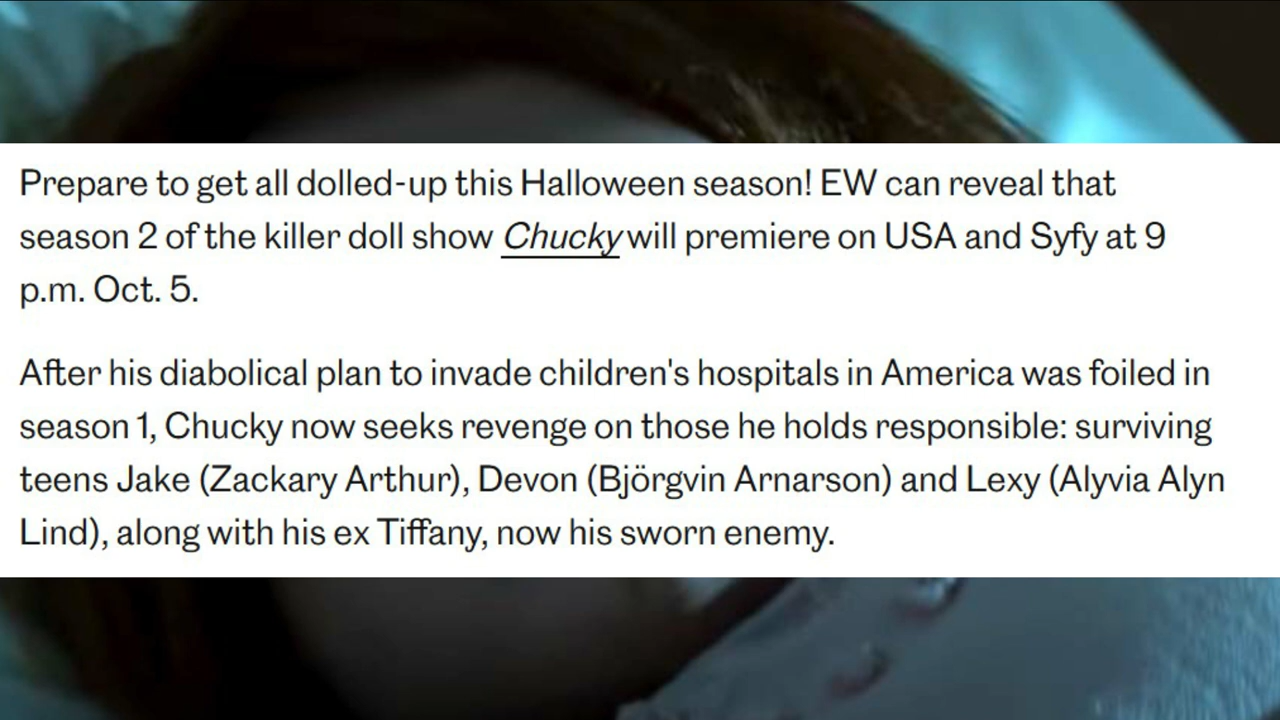 Prepare to get all dolled-up this Halloween season! EW can reveal that
season 2 of the killer doll show Chucky will premiere on USA and Syfy at 9
p.m. Oct. 5.
After his diabolical plan to invade children's hospitals in America was foiled in
season 1, Chucky now seeks revenge on those he holds responsible: surviving
teens Jake (Zackary Arthur), Devon (Björgvin Arnarson) and Lexy (Alyvia Alyn
Lind), along with his ex Tiffany, now his sworn enemy.